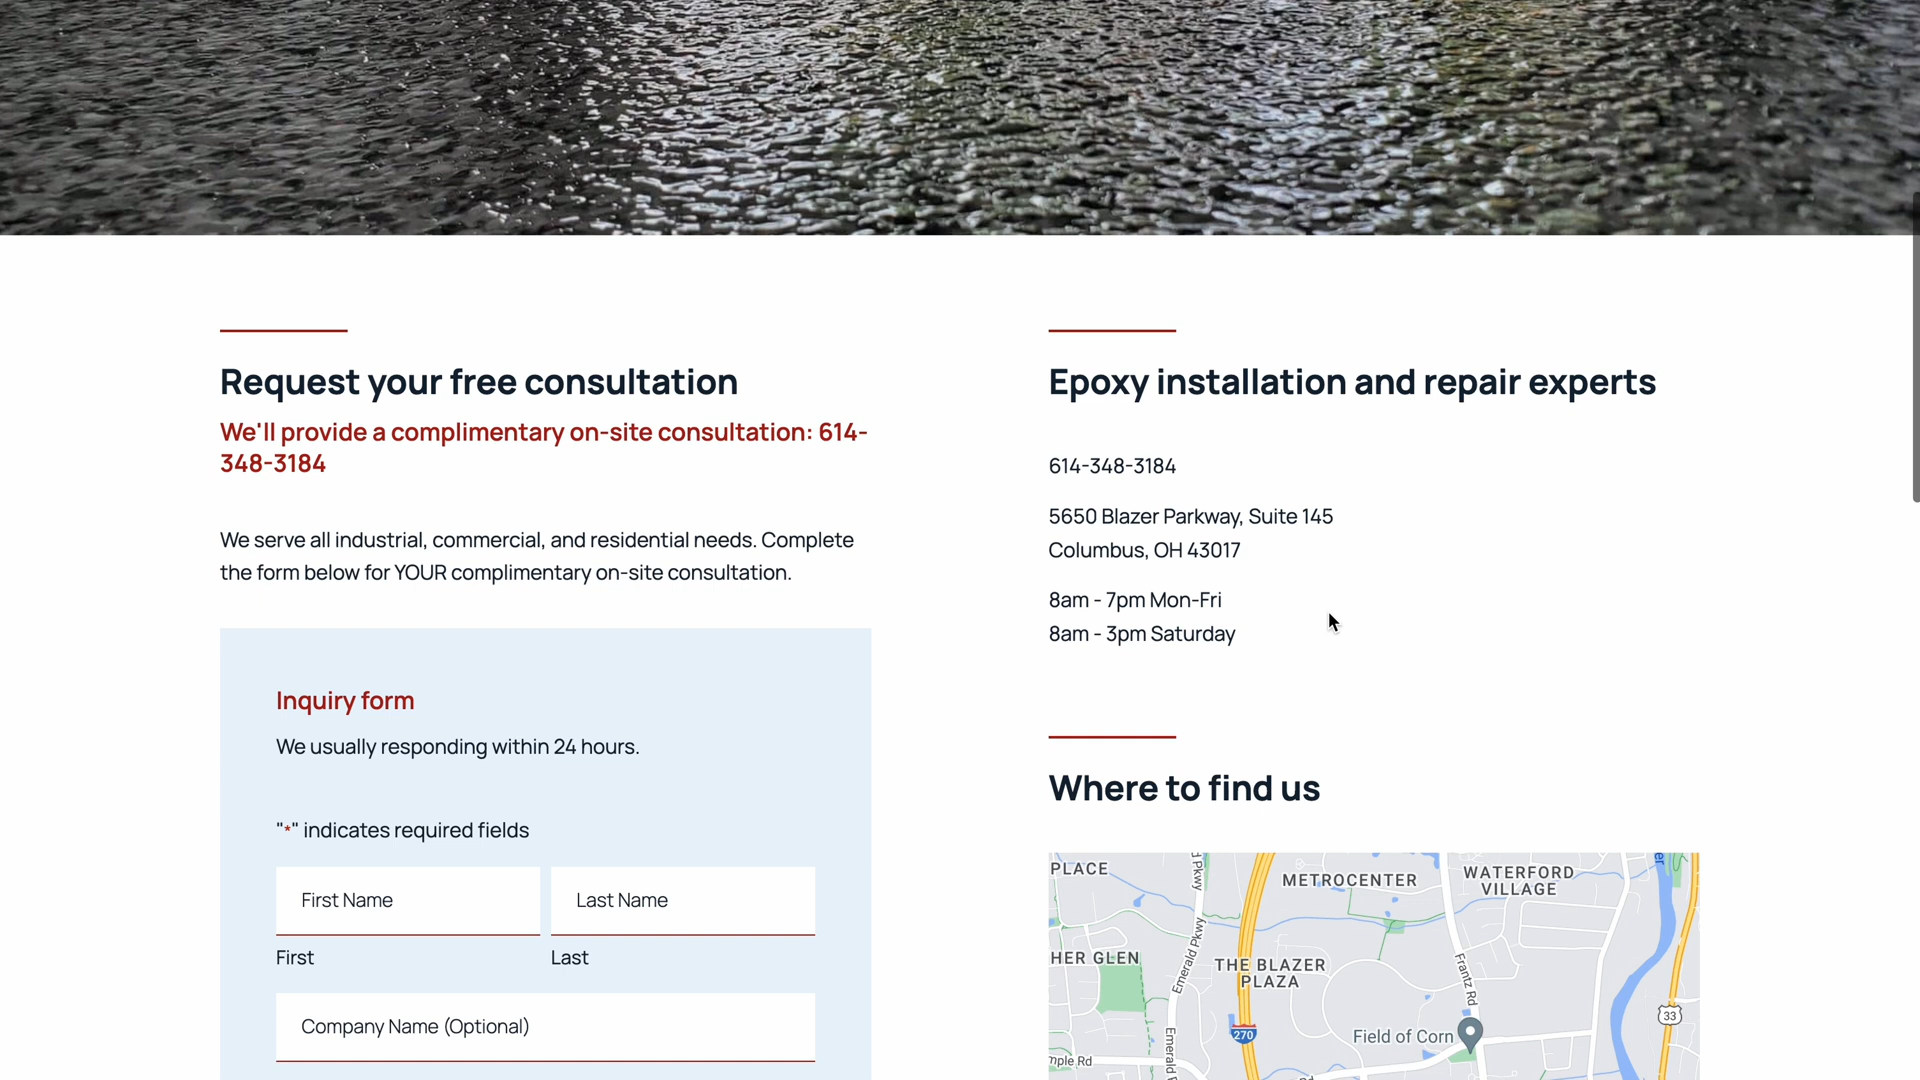 Request your free consultation
We'll provide a complimentary on-site consultation: 614-
348-3184
We serve all industrial, commercial, and residential needs. Complete
the form below for YOUR complimentary on-site consultation.
Inquiry form
We usually responding within 24 hours.
"*" indicates required fields
First Name
Last Name
First
Last
Company Name (Optional)
Epoxy installation and repair experts
614-348-3184
5650 Blazer Parkway, Suite 145
Columbus, OH 43017
8am - 7pm Mon-Fri
8am - 3pm Saturday
Where to find us
PLACE
d Pkwy
METROCENTER
WATERFORD
VILLAGE
er
HER GLEN
Emerald Pkwy
THE BLAZER
PLAZA
Frantz Rd
33
270
Field of Corn
mple Rd
Emerald